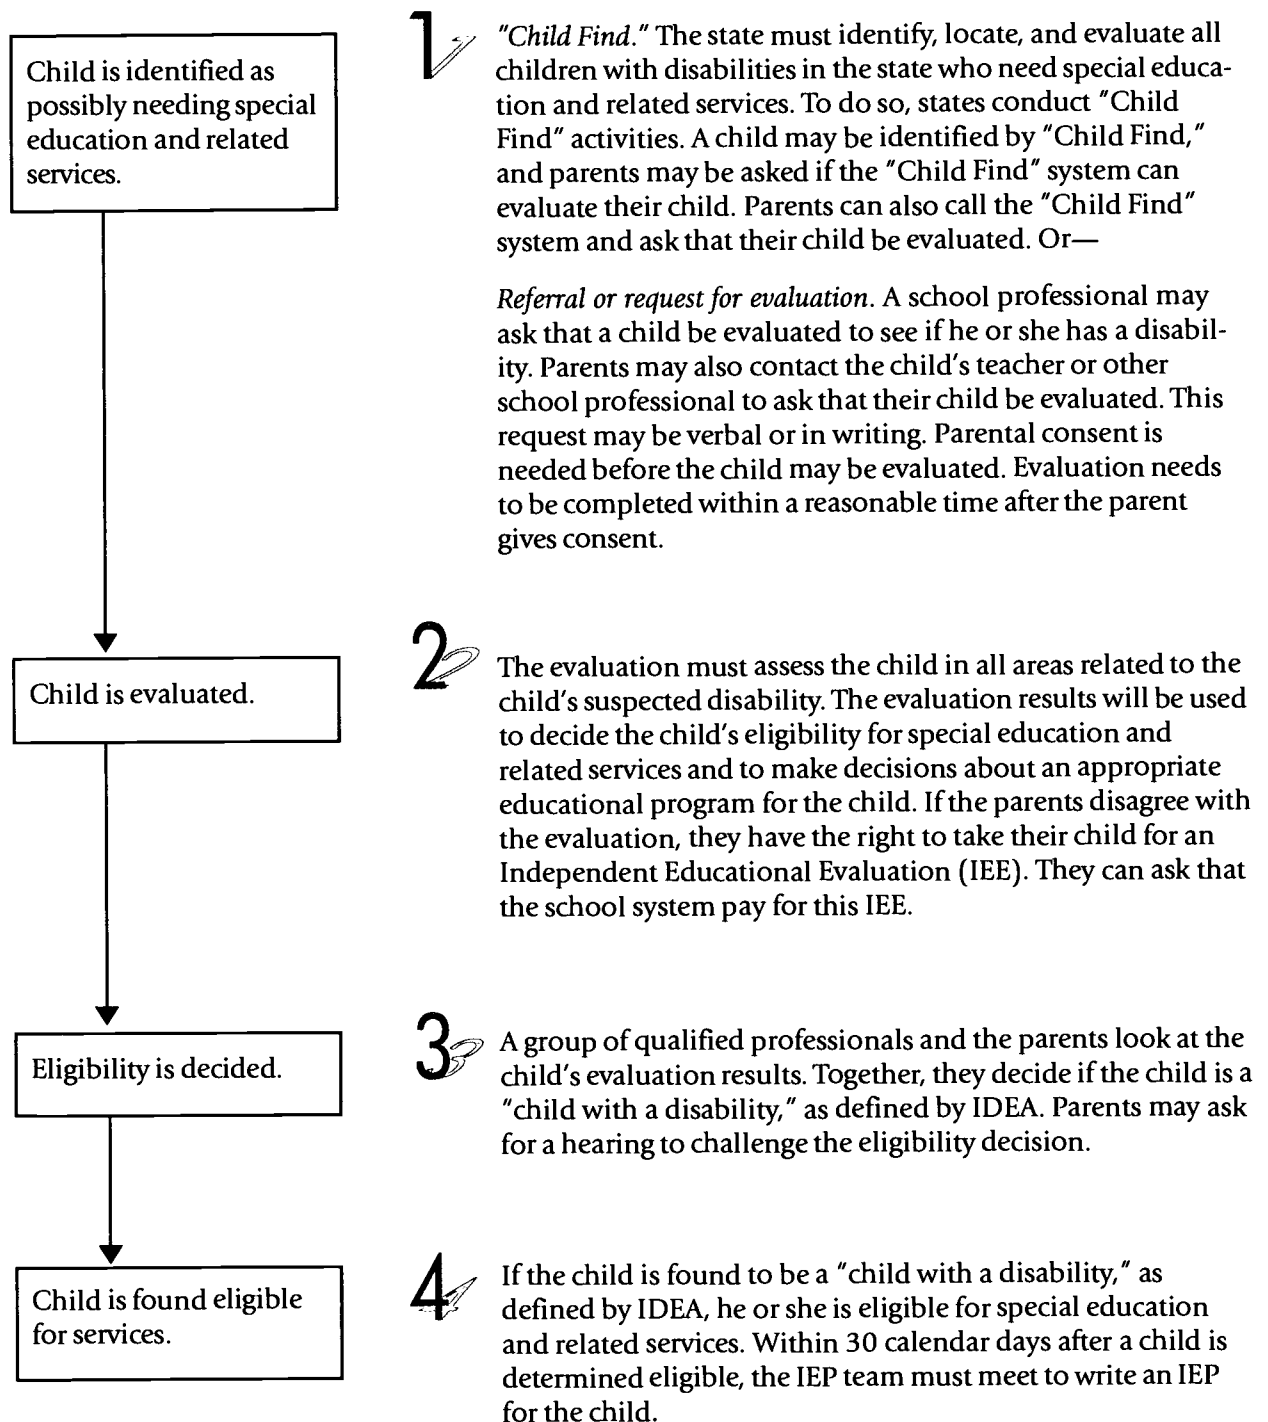 Child is identified as
possibly needing special
education and related
services.
1
"Child Find." The state must identify, locate, and evaluate all
children with disabilities in the state who need special educa-
tion and related services. To do so, states conduct "Child
Find" activities. A child may be identified by "Child Find,"
and parents may be asked if the "Child Find" system can
evaluate their child. Parents can also call the "Child Find"
system and ask that their child be evaluated. Or—
Referral or request for evaluation. A school professional may
ask that a child be evaluated to see if he or she has a disabil-
ity. Parents may also contact the child's teacher or other
school professional to ask that their child be evaluated. This
request may be verbal or in writing. Parental consent is
needed before the child may be evaluated. Evaluation needs
to be completed within a reasonable time after the parent
gives consent.
Child is evaluated.
2
The evaluation must assess the child in all areas related to the
child's suspected disability. The evaluation results will be used
to decide the child's eligibility for special education and
related services and to make decisions about an appropriate
educational program for the child. If the parents disagree with
the evaluation, they have the right to take their child for an
Independent Educational Evaluation (IEE). They can ask that
the school system pay for this IEE.
Eligibility is decided.
3
A group of qualified professionals and the parents look at the
child's evaluation results. Together, they decide if the child is a
"child with a disability," as defined by IDEA. Parents may ask
for a hearing to challenge the eligibility decision.
Child is found eligible
for services.
4
If the child is found to be a "child with a disability," as
defined by IDEA, he or she is eligible for special education
and related services. Within 30 calendar days after a child is
determined eligible, the IEP team must meet to write an IEP
for the child.